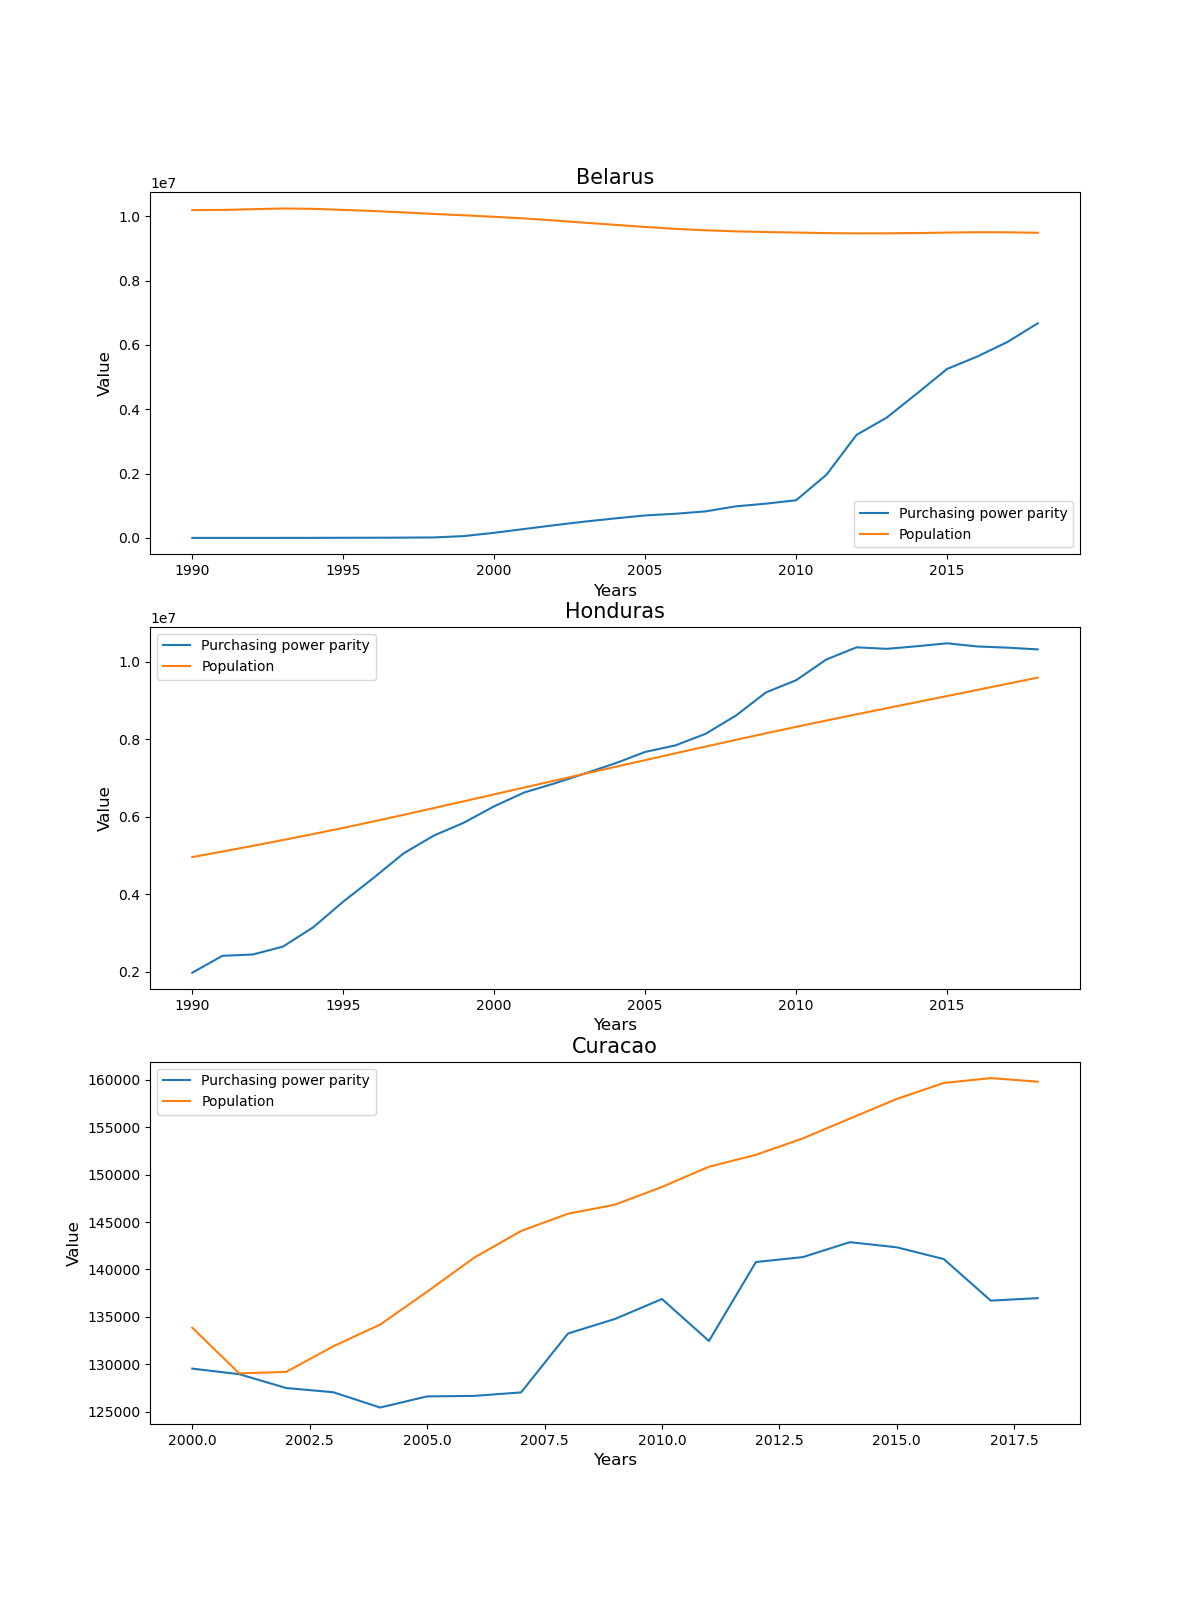 Belarus
1e7
1.0
0.8
0.6
0.4
0.2
0.0
Value
Purchasing power parity
Population
1990 1995 2000 2005 2010 2015
Years
Honduras
1e7
Purchasing power parity
Population
1.0
0.8
0.6
0.4
0.2
Value
1990 1995 2000 2005 2010 2015
Years
Curacao
Purchasing power parity
Population
160000
155000
150000
145000
140000
135000
130000
125000
Value
2000.0 2002.5 2005.0 2007.5 2010.0 2012.5 2015.0 2017.5
Years